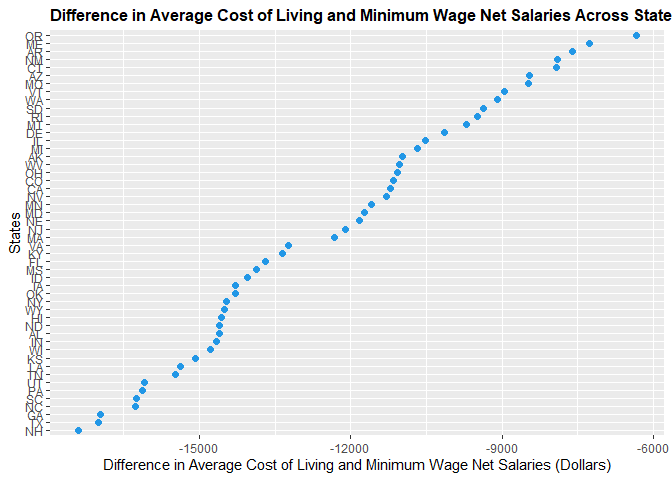 Difference in Average Cost of Living and Minimum Wage Net Salaries Across State
States
OR
ME
AR
NM
CT
AZ
MO
VT
WA
SD
RI
MT
DE
IL
MI
AK
WV
OH
CO
CA
NV
MN
MD
NE
NJ
MA
VA
KY
FL
MS
ID
IA
OK
NY
WY
HI
ND
AL
IN
WI
KS
LA
TN
UT
PA
SC
NC
GA
TX
NH
-15000 -12000 -9000 -6000
Difference in Average Cost of Living and Minimum Wage Net Salaries (Dollars)